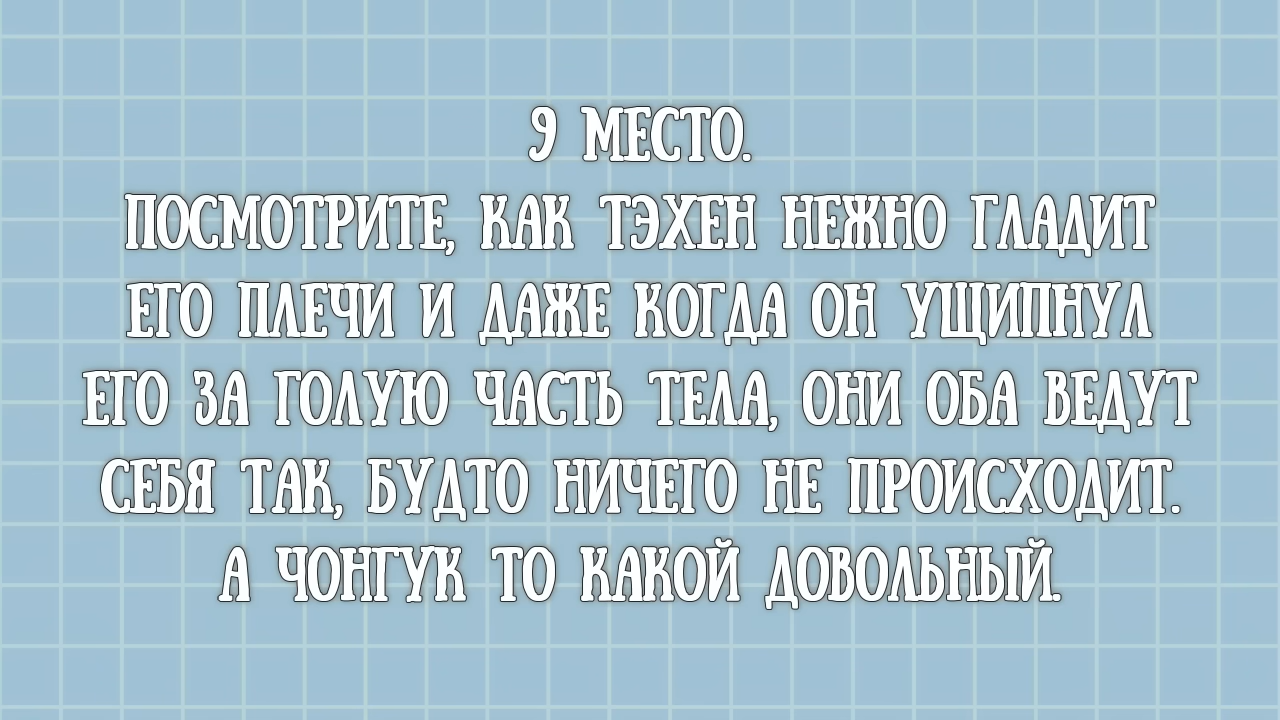 9 МЕСТО.
ПОСМОТРИТЕ, КАК ТЭХЕН НЕЖНО ГЛАДИТ
ЕГО ПЛЕЧИ И ДАЖЕ КОГДА ОН УЩИПНУЛ
ЕГО ЗА ГОЛУЮ ЧАСТЬ ТЕЛА, ОНИ ОБА ВЕДУТ
СЕБЯ ТАК, БУДТО НИЧЕГО НЕ ПРОИСХОДИТ.
А ЧОНГУК ТО КАКОЙ ДОВОЛЬНЫЙ.